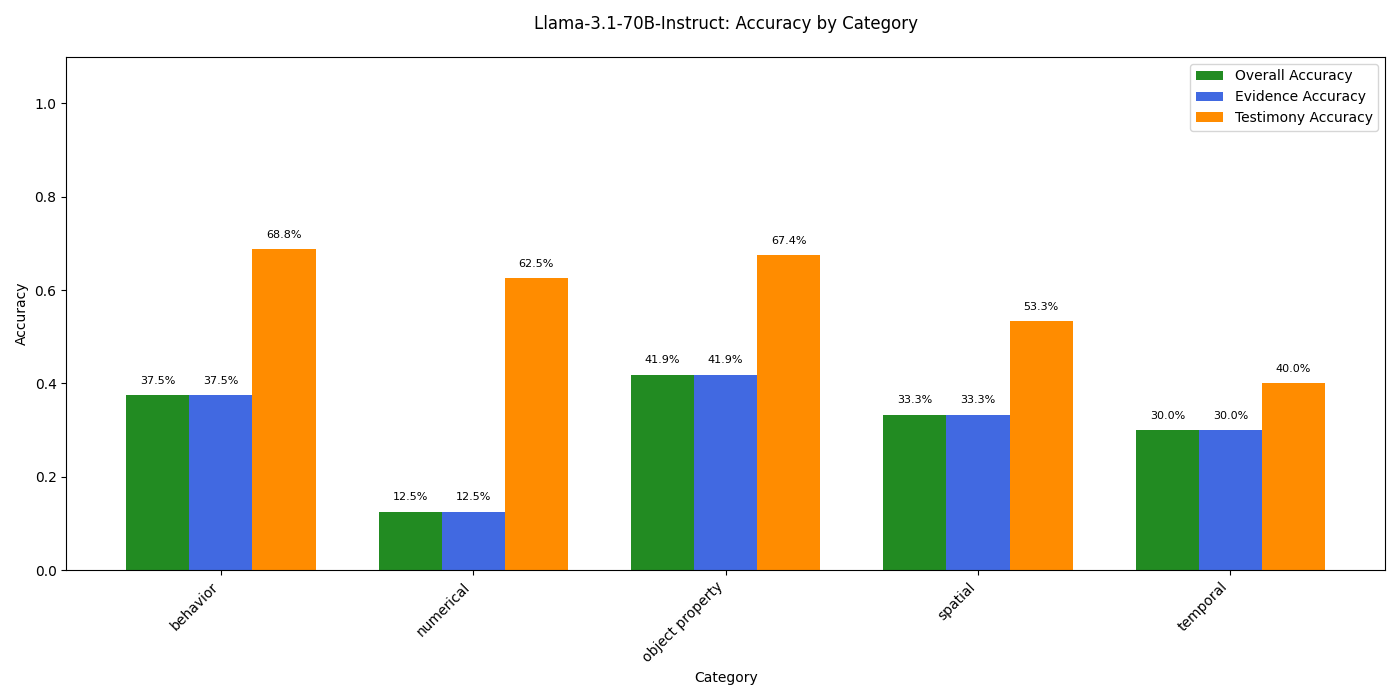 Llama-3.1-70B-Instruct: Accuracy by Category
Overall Accuracy
Evidence Accuracy
Testimony Accuracy
Accuracy
1.0
0.8
0.6
0.4
0.2
0.0
37.5% 37.5% 68.8%
12.5% 12.5% 62.5%
41.9% 41.9% 67.4%
33.3% 33.3% 53.3%
30.0% 30.0% 40.0%
behavior
numerical
object property
spatial
temporal
Category